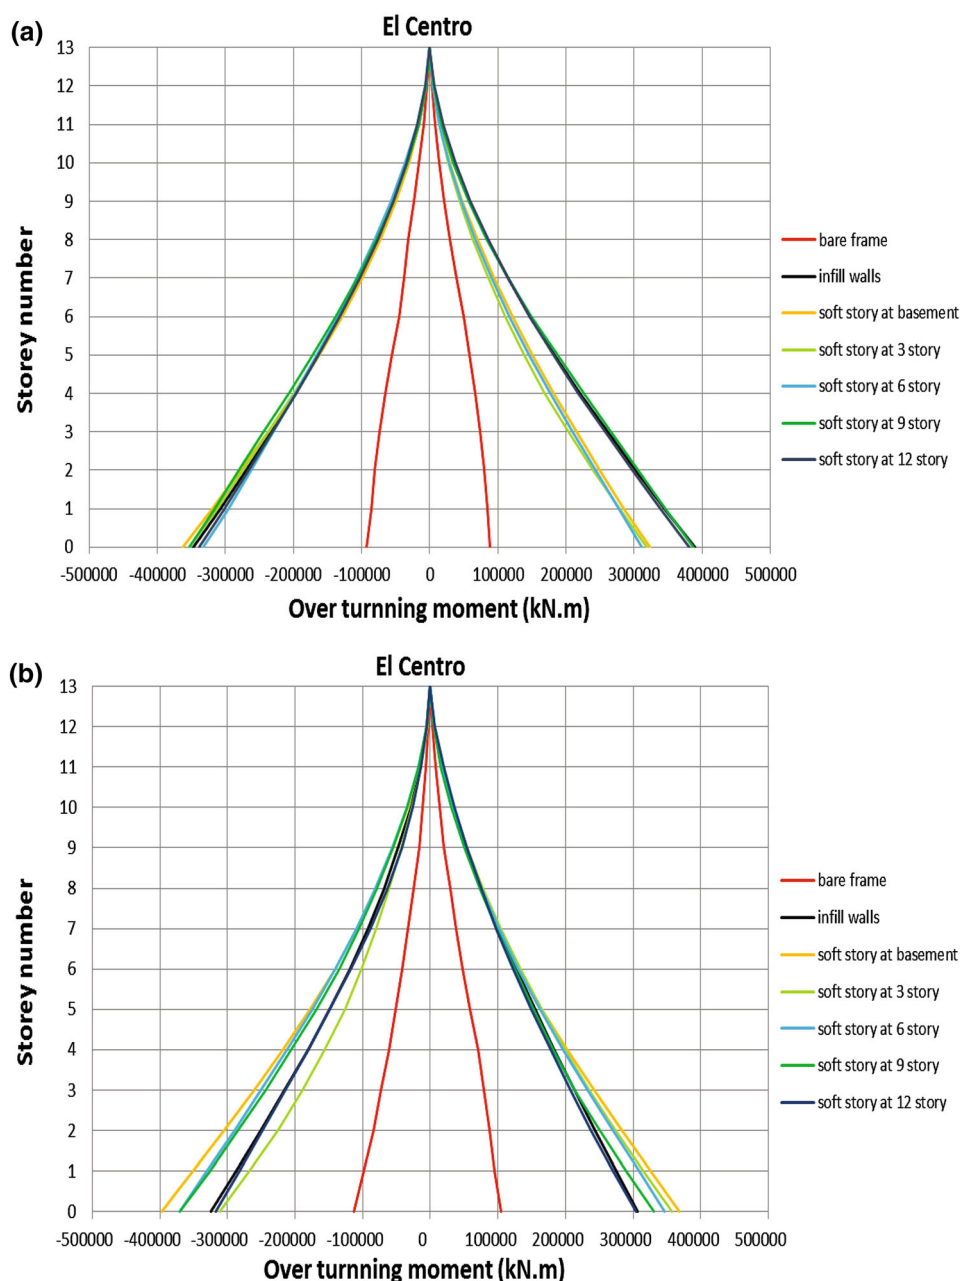 (a)
El Centro
13
12
11
10
9
8
7
6
5
4
3
2
1
0
Storey number
-500000 -400000 -300000 -200000 -100000 0 100000 200000 300000 400000 500000
Over turnning moment (kN.m)
bare frame
infill walls
soft story at basement
soft story at 3 story
soft story at 6 story
soft story at 9 story
soft story at 12 story
(b)
El Centro
13
12
11
10
9
8
7
6
5
4
3
2
1
0
Storey number
-500000 -400000 -300000 -200000 -100000 0 100000 200000 300000 400000 500000
Over turnning moment (kN.m)
bare frame
infill walls
soft story at basement
soft story at 3 story
soft story at 6 story
soft story at 9 story
soft story at 12 story